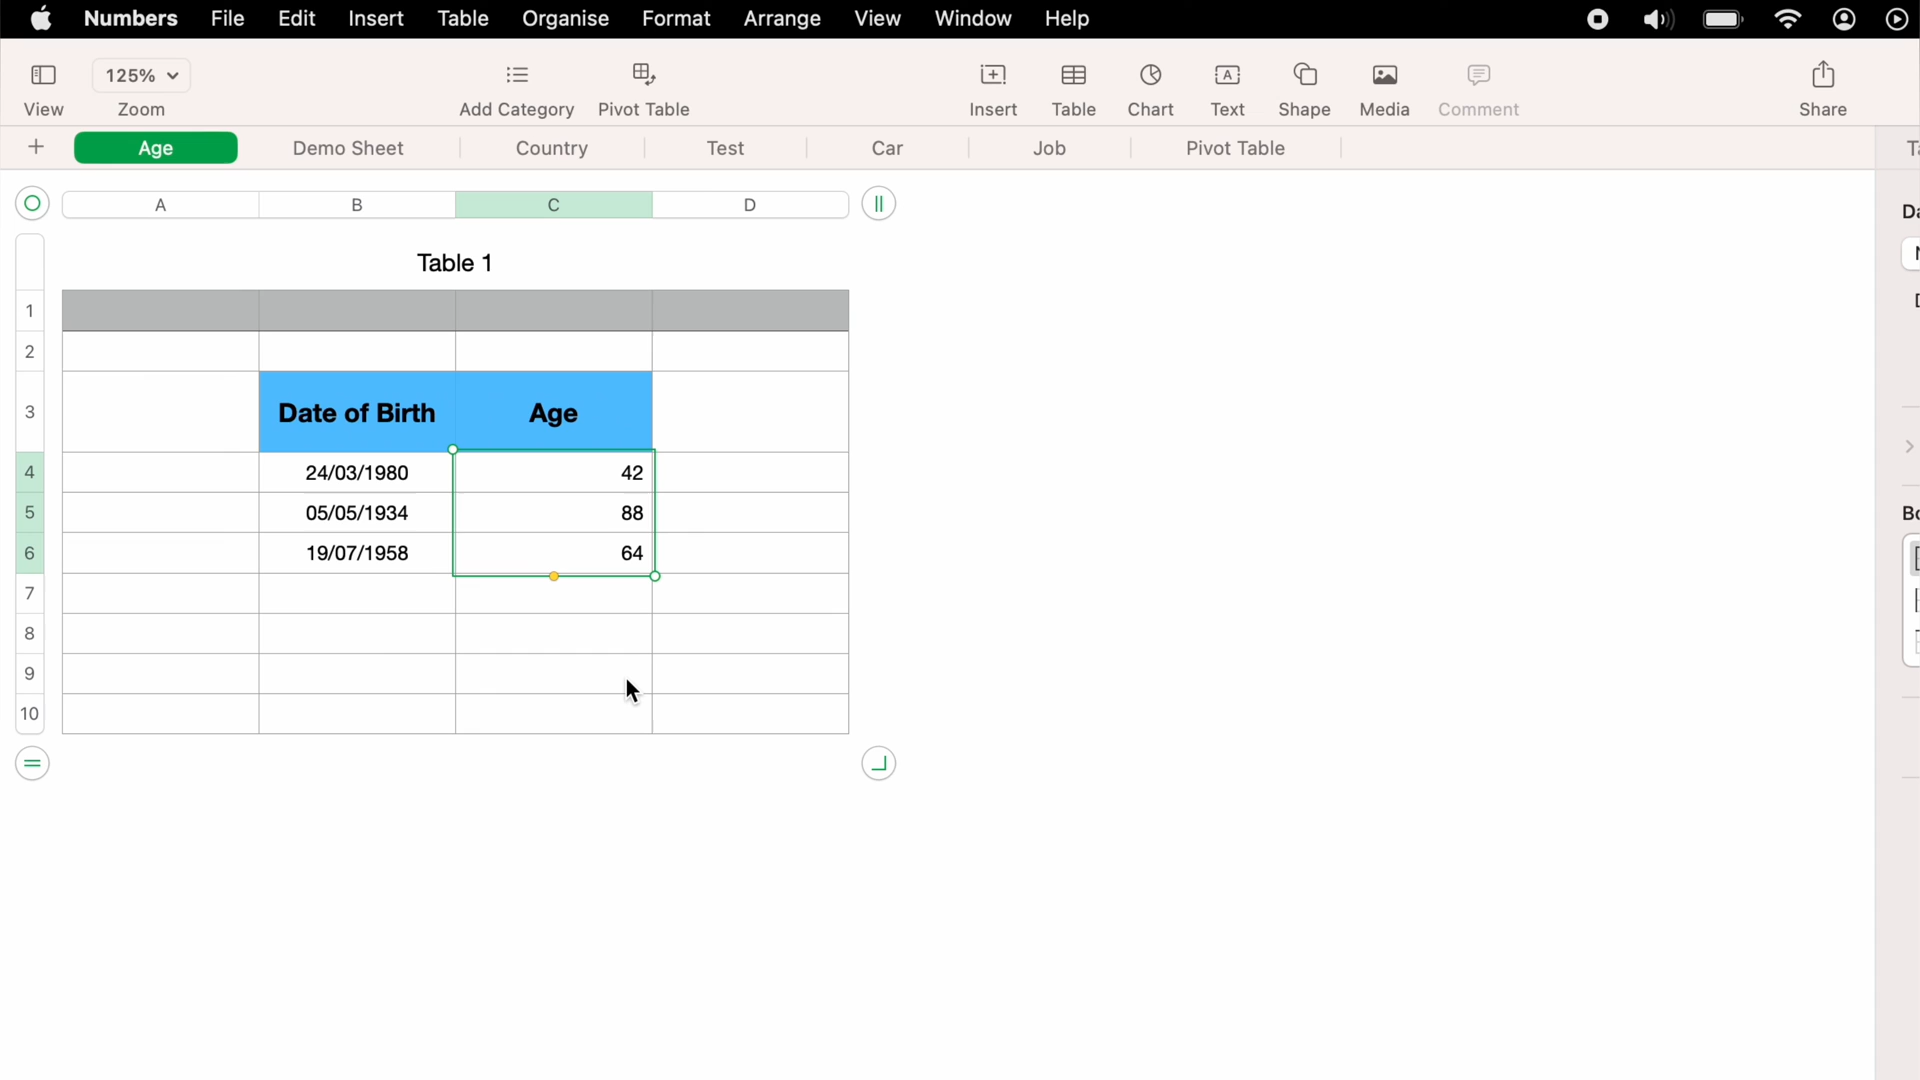 Numbers File Edit Insert Table Organise Format Arrange View Window Help
125%
View Zoom Add Category Pivot Table Insert Table Chart Text Shape Media Comment Share
+ Age Demo Sheet Country Test Car Job Pivot Table
A B C D
Table 1
1
2
3 Date of Birth Age
4 24/03/1980 42
5 05/05/1934 88
6 19/07/1958 64
7
8
9
10